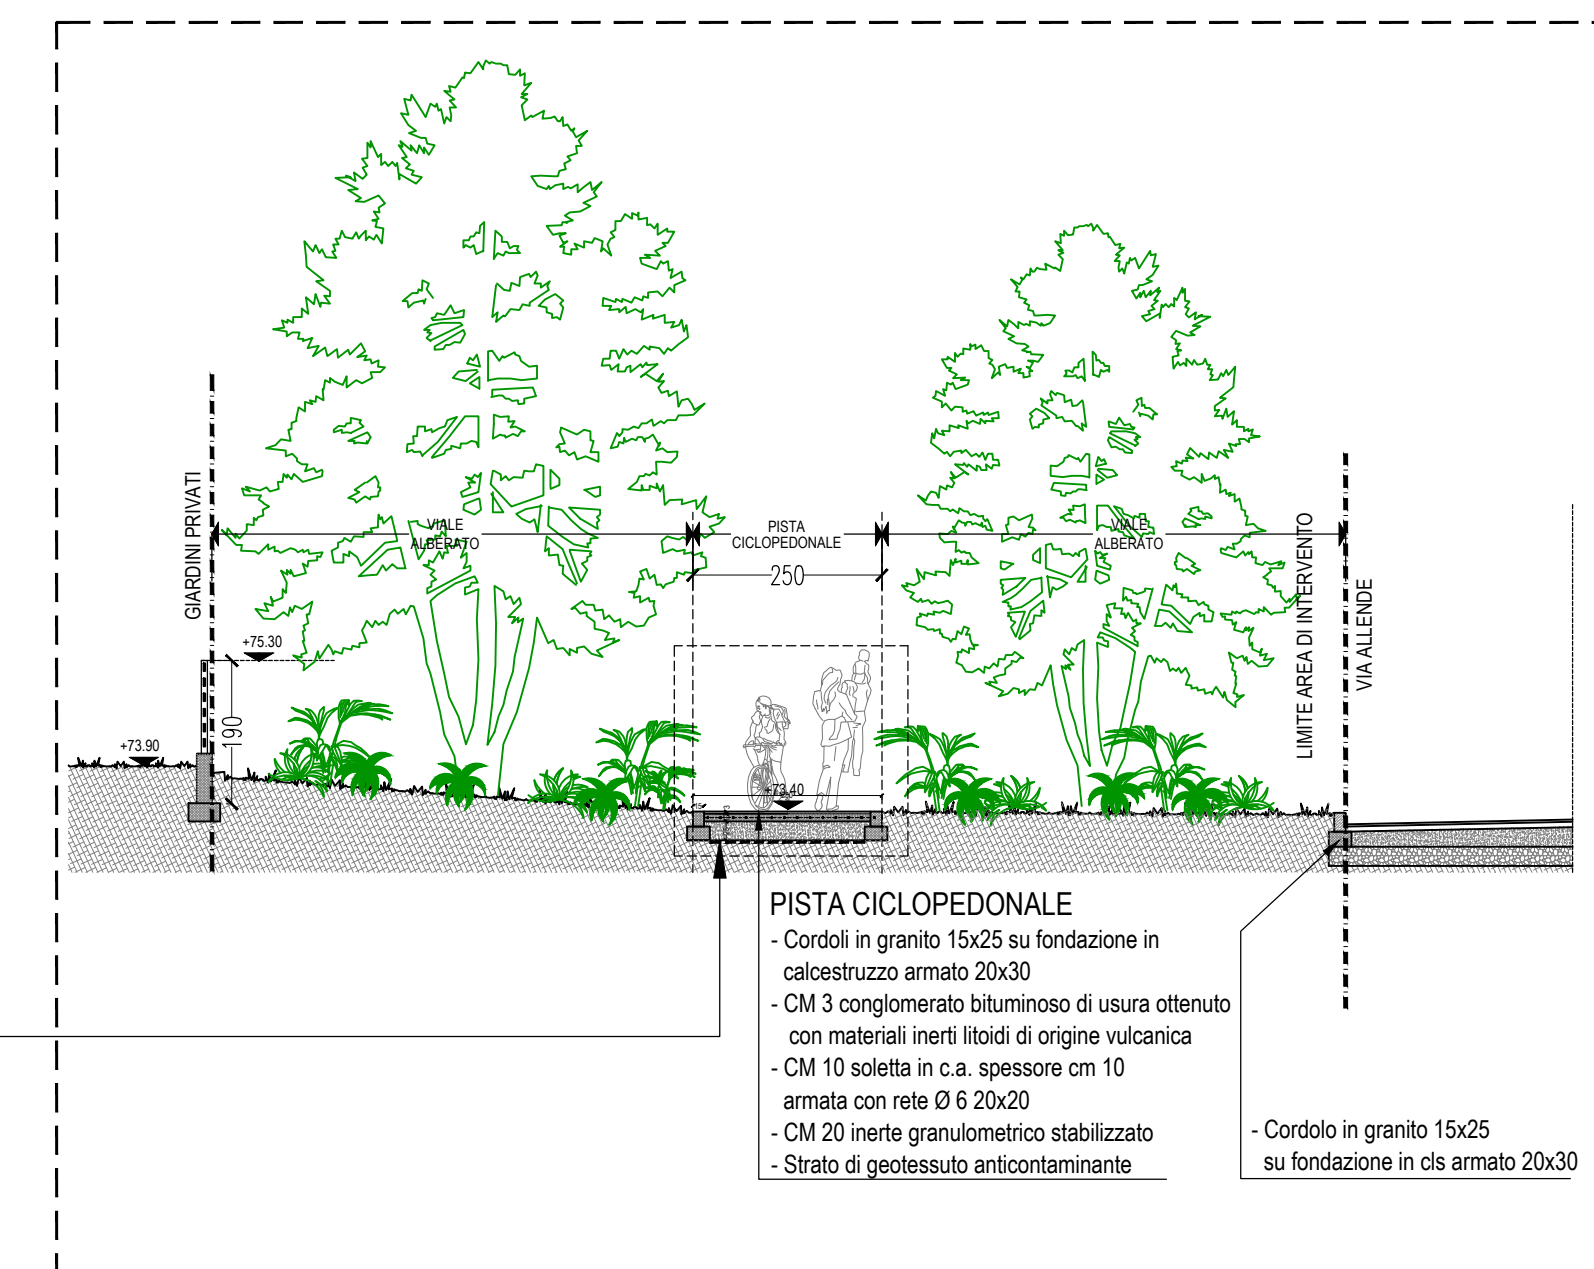 VIALE
ALBERATO
PISTA
CICLOPEDONALE
VIALE
ALBERATO
250
GIARDINI PRIVATI
LIMITE AREA DI INTERVENTO
VIA ALLENDE
+75.30
190
+73.90
+73.40
PISTA CICLOPEDONALE
- Cordoli in granito 15x25 su fondazione in
calcestruzzo armato 20x30
- CM 3 conglomerato bituminoso di usura ottenuto
con materiali inerti litoidi di origine vulcanica
- CM 10 soletta in c.a. spessore cm 10
armata con rete Ø 6 20x20
- CM 20 inerte granulometrico stabilizzato
- Strato di geotessuto anticontaminante
- Cordolo in granito 15x25
su fondazione in cls armato 20x30